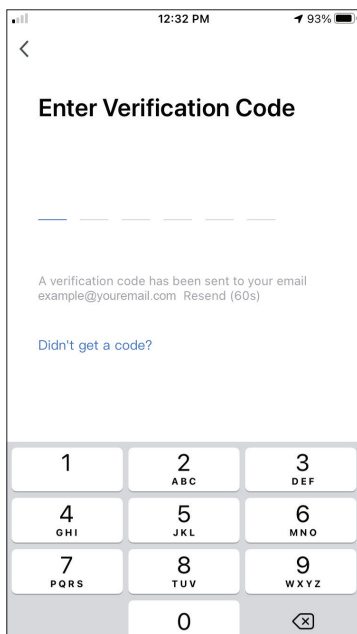 12:32 PM 93%
Enter Verification Code
A verification code has been sent to your email
example@youremail.com Resend (60s)
Didn't get a code?
1 2 3
ABC DEF
4 5 6
GHI JKL MNO
7 8 9
PQRS TUV WXYZ
0